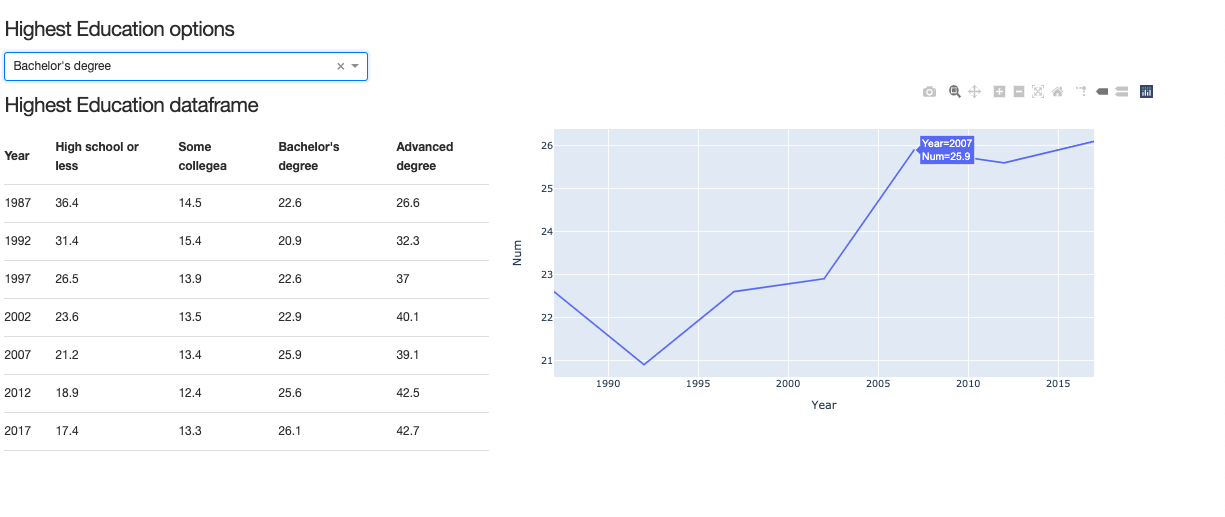 Highest Education options
Bachelor's degree
Highest Education dataframe
Year High school or less Some collegea Bachelor's degree Advanced degree
1987 36.4 14.5 22.6 26.6
1992 31.4 15.4 20.9 32.3
1997 26.5 13.9 22.6 37
2002 23.6 13.5 22.9 40.1
2007 21.2 13.4 25.9 39.1
2012 18.9 12.4 25.6 42.5
2017 17.4 13.3 26.1 42.7
Year=2007
Num=25.9
26
25
24
23
22
21
Num
1990 1995 2000 2005 2010 2015
Year